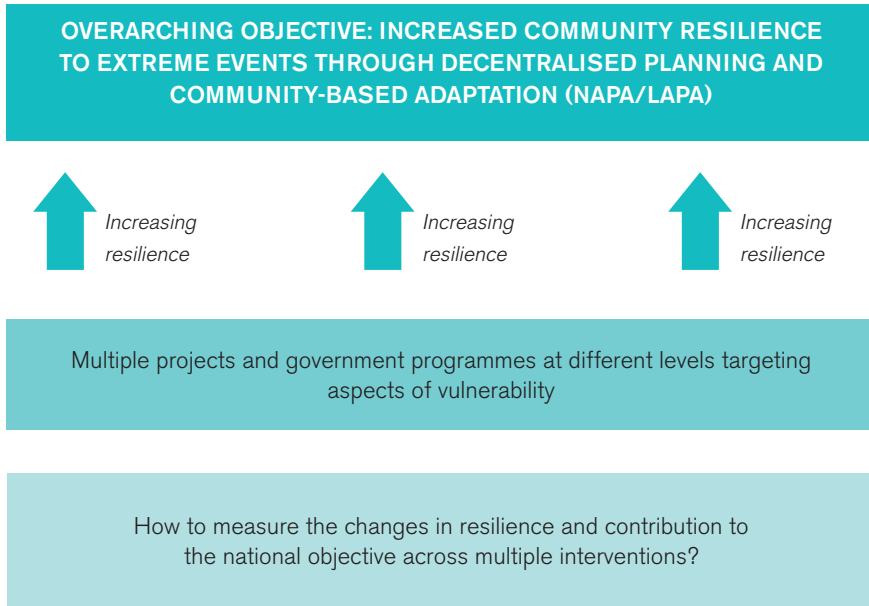 OVERARCHING OBJECTIVE: INCREASED COMMUNITY RESILIENCE
TO EXTREME EVENTS THROUGH DECENTRALISED PLANNING AND
COMMUNITY-BASED ADAPTATION (NAPA/LAPA)
Increasing
resilience
Increasing
resilience
Increasing
resilience
Multiple projects and government programmes at different levels targeting
aspects of vulnerability
How to measure the changes in resilience and contribution to
the national objective across multiple interventions?